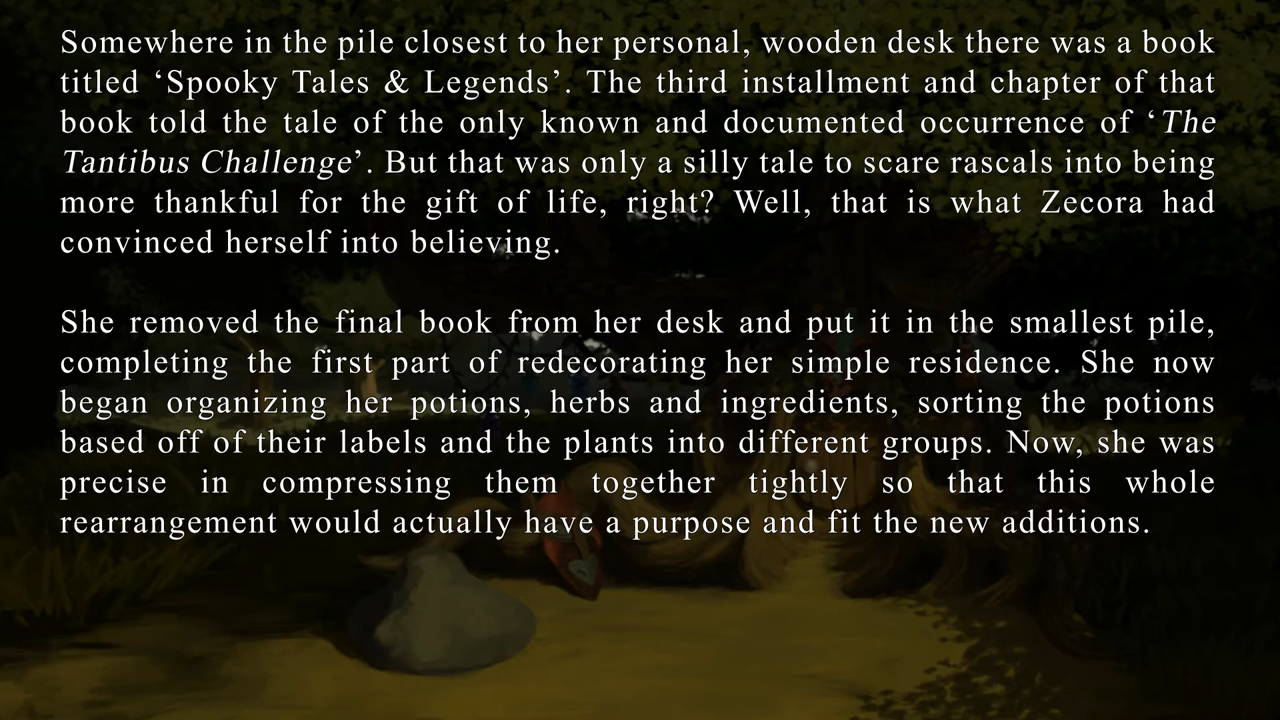 Somewhere in the pile closest to her personal, wooden desk there was a book
titled ‘Spooky Tales & Legends’. The third installment and chapter of that
book told the tale of the only known and documented occurrence of ‘The
Tantibus Challenge’. But that was only a silly tale to scare rascals into being
more thankful for the gift of life, right? Well, that is what Zecora had
convinced herself into believing.
She removed the final book from her desk and put it in the smallest pile,
completing the first part of redecorating her simple residence. She now
began organizing her potions, herbs and ingredients, sorting the potions
based off of their labels and the plants into different groups. Now, she was
precise in compressing them together tightly so that this whole
rearrangement would actually have a purpose and fit the new additions.